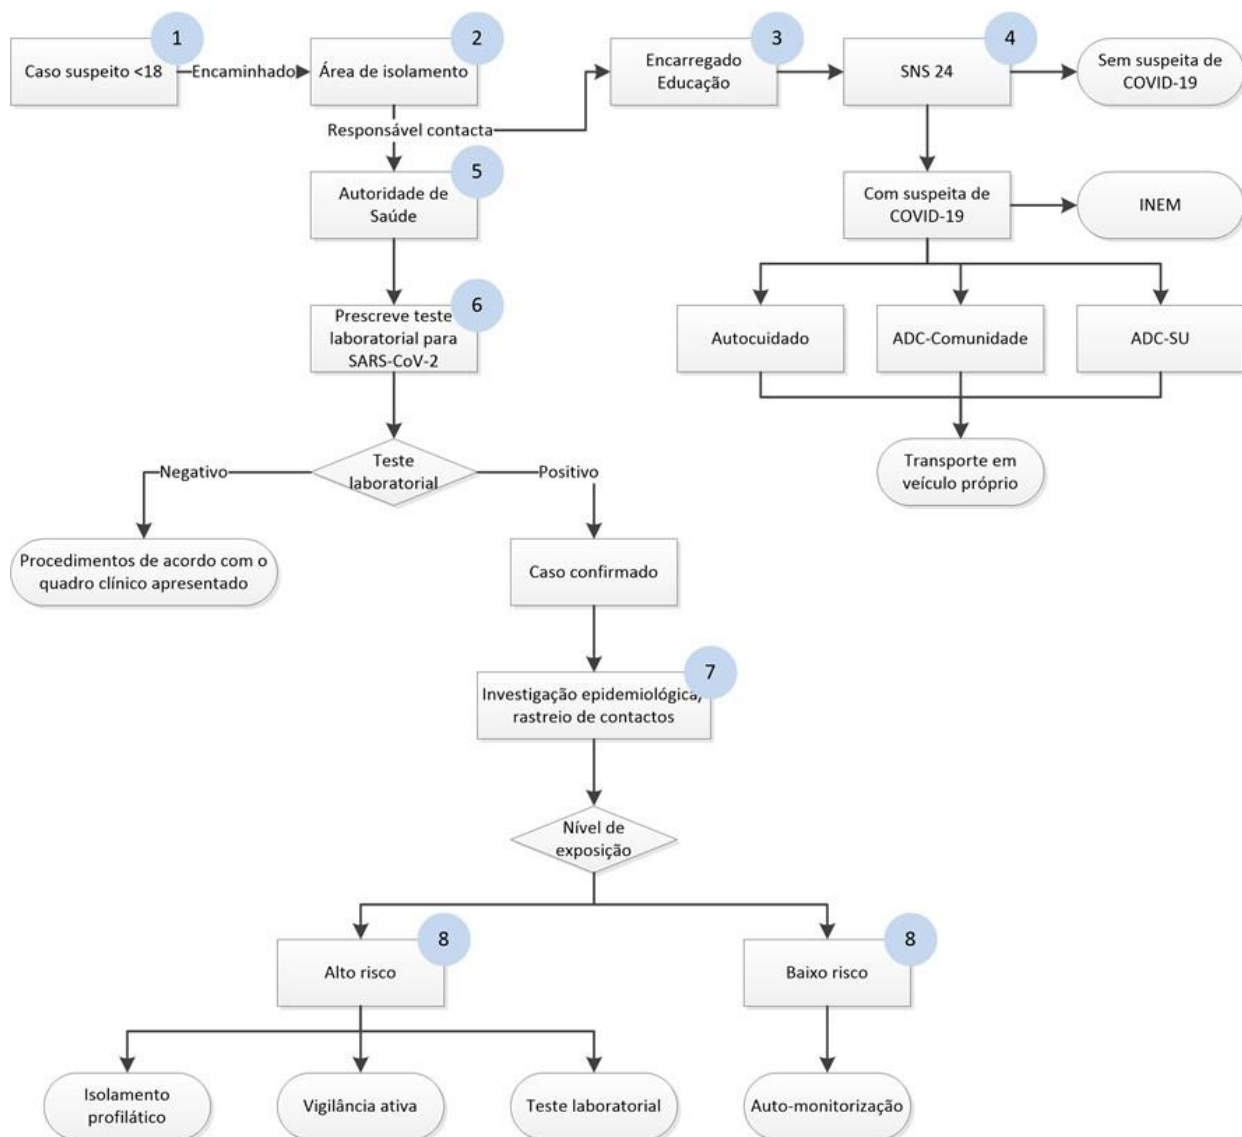 1
Caso suspeito <18
Encaminhado
2
Área de isolamento
3
Encarregado
Educação
4
SNS 24
Sem suspeita de
COVID-19
Responsável contacta
5
Autoridade de
Saúde
Com suspeita de
COVID-19
INEM
6
Prescreve teste
laboratorial para
SARS-CoV-2
Autocuidado
ADC-Comunidade
ADC-SU
Negativo
Teste
laboratorial
Positivo
Transporte em
veículo próprio
Procedimentos de acordo com o
quadro clínico apresentado
Caso confirmado
7
Investigação epidemiológica/
rastreio de contactos
Nível de
exposição
8
Alto risco
8
Baixo risco
Isolamento
profilático
Vigilância ativa
Teste laboratorial
Auto-monitorização